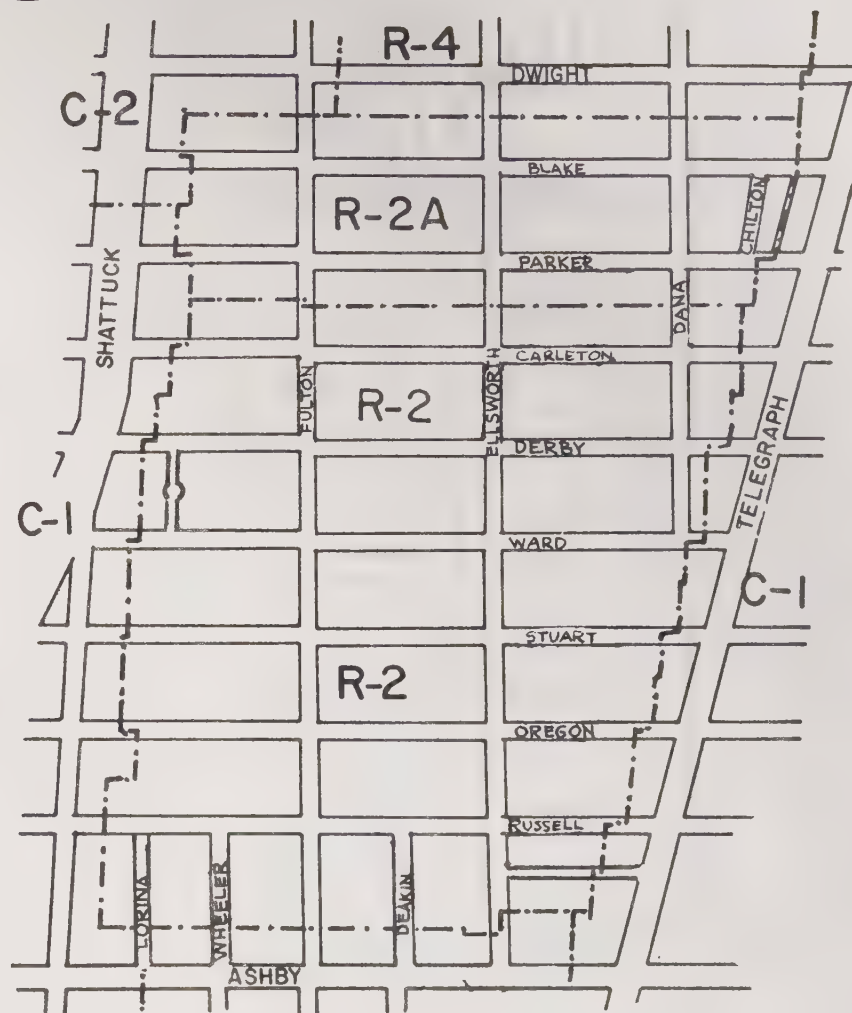 R-4
DWIGHT
C-2
BLAKE
CHILTON
R-2A
PARKER
SHATTUCK
DANA
CARLETON
FULTON
R-2
ELLSWORTH
DERBY
TELEGRAPH
C-1
WARD
C-1
STUART
R-2
OREGON
RUSSELL
LORINA
WHEELER
DEAKIN
ASHBY